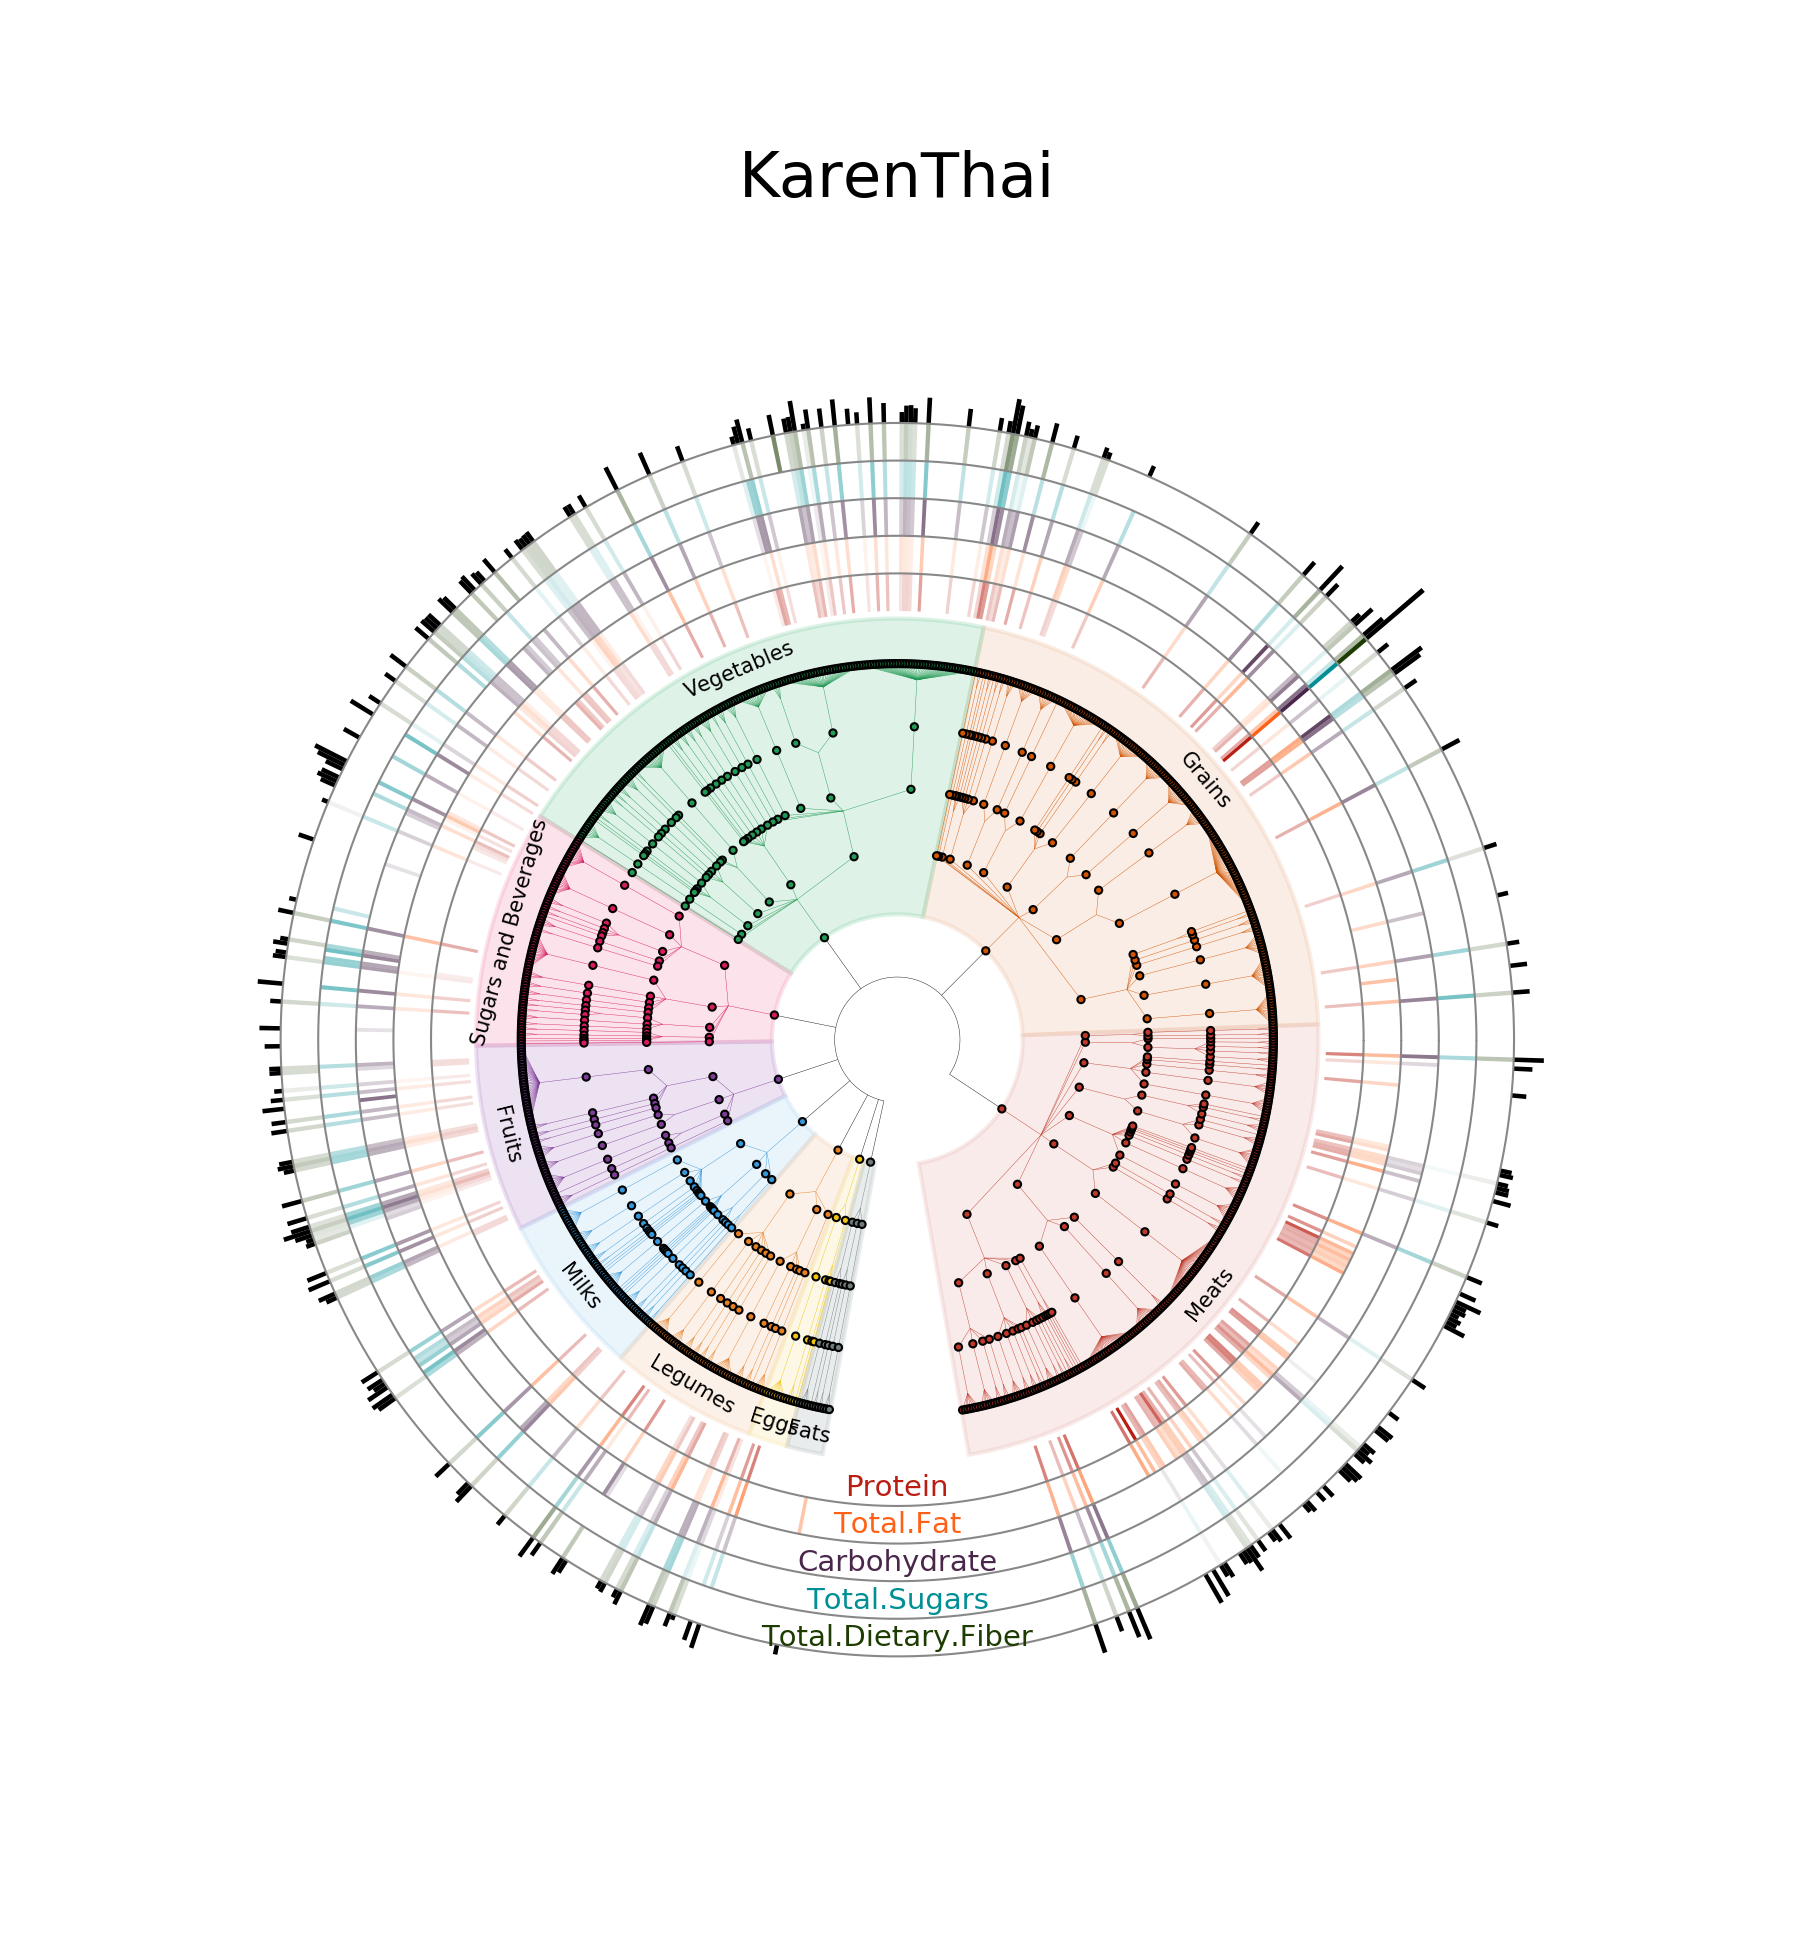 KarenThai
Vegetables
Grains
Sugars and Beverages
Fruits
Milks
Meats
Legumes
Eggs
Fats
Protein
Total.Fat
Carbohydrate
Total.Sugars
Total.Dietary.Fiber